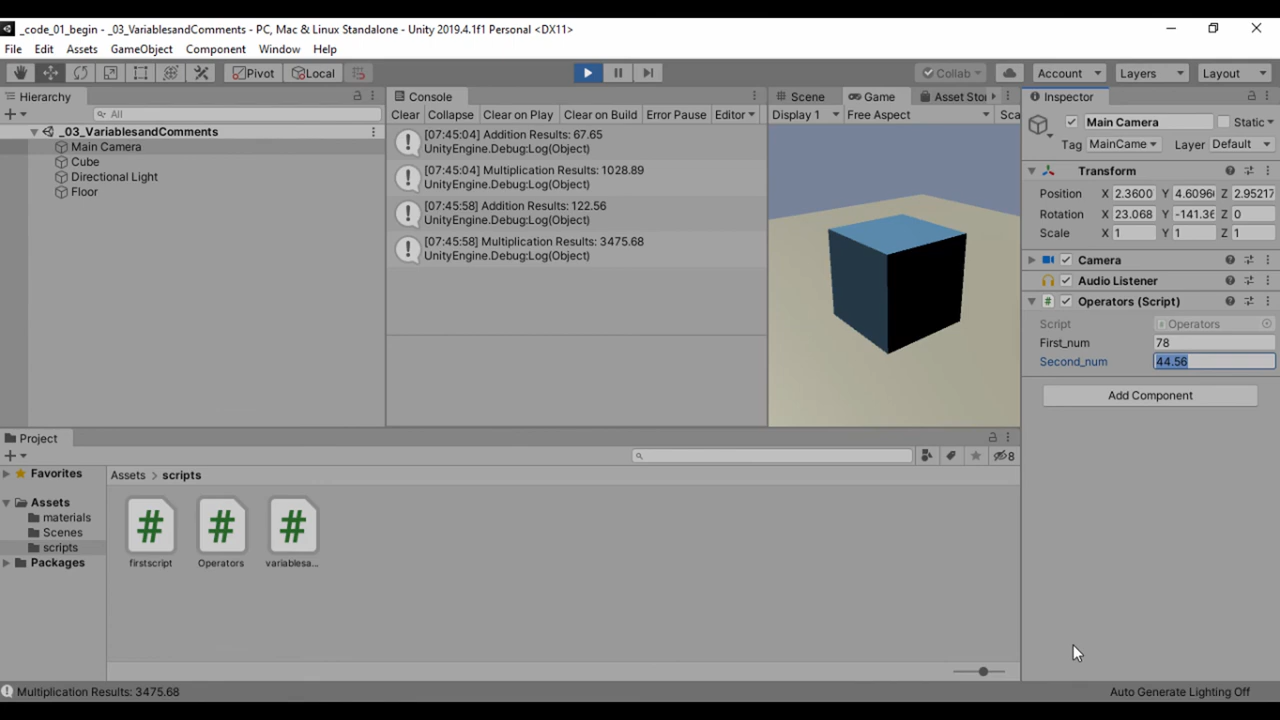 _code_01_begin - _03_VariablesandComments - PC, Mac & Linux Standalone - Unity 2019.4.1f1 Personal <DX11>
File Edit Assets GameObject Component Window Help
Pivot Local Collab Account Layers Layout
Hierarchy
All
_03_VariablesandComments
Main Camera
Cube
Directional Light
Floor
Console
Clear Collapse Clear on Play Clear on Build Error Pause Editor
[07:45:04] Addition Results: 67.65
UnityEngine.Debug:Log(Object)
[07:45:04] Multiplication Results: 1028.89
UnityEngine.Debug:Log(Object)
[07:45:58] Addition Results: 122.56
UnityEngine.Debug:Log(Object)
[07:45:58] Multiplication Results: 3475.68
UnityEngine.Debug:Log(Object)
Scene Game Asset Sto
Display 1 Free Aspect Sca
Inspector
Main Camera Static
Tag MainCame Layer Default
Transform
Position X 2.3600 Y 4.6096 Z 2.95217
Rotation X 23.068 Y -141.36 Z 0
Scale X 1 Y 1 Z 1
Camera
Audio Listener
# Operators (Script)
Script Operators
First_num 78
Second_num 44.56
Add Component
Project
8
Favorites
Assets
materials
Scenes
scripts
Packages
Assets > scripts
# # #
firstscript Operators variablesa...
Multiplication Results: 3475.68
Auto Generate Lighting Off